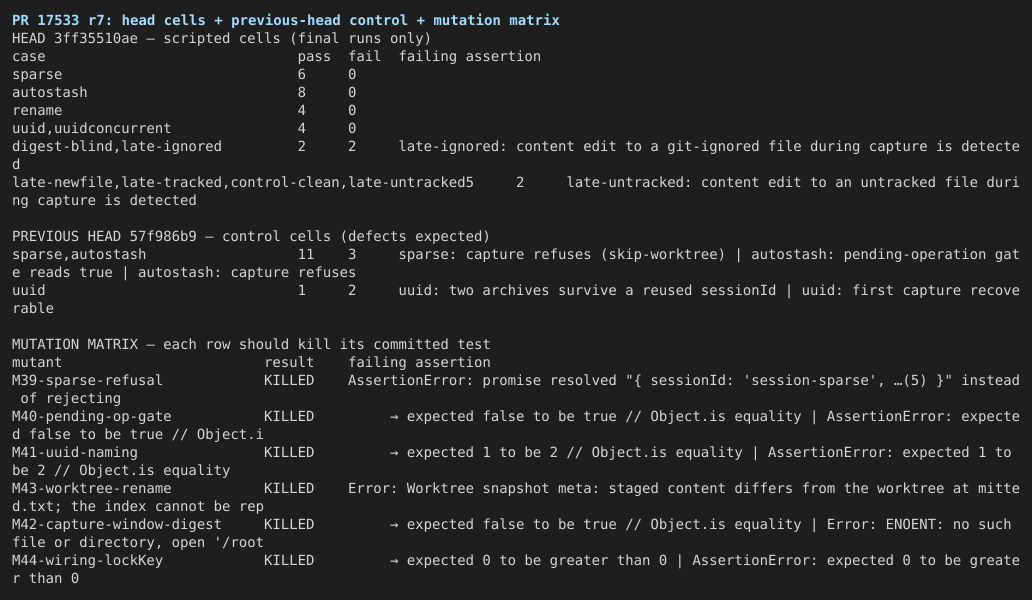 PR 17533 r7: head cells + previous-head control + mutation matrix
HEAD 3ff35510ae — scripted cells (final runs only)
case pass fail failing assertion
sparse 6 0
autostash 8 0
rename 4 0
uuid,uuidconcurrent 4 0
digest-blind,late-ignored 2 2 late-ignored: content edit to a git-ignored file during capture is detecte
d
late-newfile,late-tracked,control-clean,late-untracked5 2 late-untracked: content edit to an untracked file duri
ng capture is detected
PREVIOUS HEAD 57f986b9 — control cells (defects expected)
sparse,autostash 11 3 sparse: capture refuses (skip-worktree) | autostash: pending-operation gat
e reads true | autostash: capture refuses
uuid 1 2 uuid: two archives survive a reused sessionId | uuid: first capture recove
rable
MUTATION MATRIX — each row should kill its committed test
mutant result failing assertion
M39-sparse-refusal KILLED AssertionError: promise resolved "{ sessionId: 'session-sparse', …(5) }" instead
of rejecting
M40-pending-op-gate KILLED → expected false to be true // Object.is equality | AssertionError: expecte
d false to be true // Object.i
M41-uuid-naming KILLED → expected 1 to be 2 // Object.is equality | AssertionError: expected 1 to
be 2 // Object.is equality
M43-worktree-rename KILLED Error: Worktree snapshot meta: staged content differs from the worktree at mitte
d.txt; the index cannot be rep
M42-capture-window-digest KILLED → expected false to be true // Object.is equality | Error: ENOENT: no such
file or directory, open '/root
M44-wiring-lockKey KILLED → expected 0 to be greater than 0 | AssertionError: expected 0 to be greate
r than 0